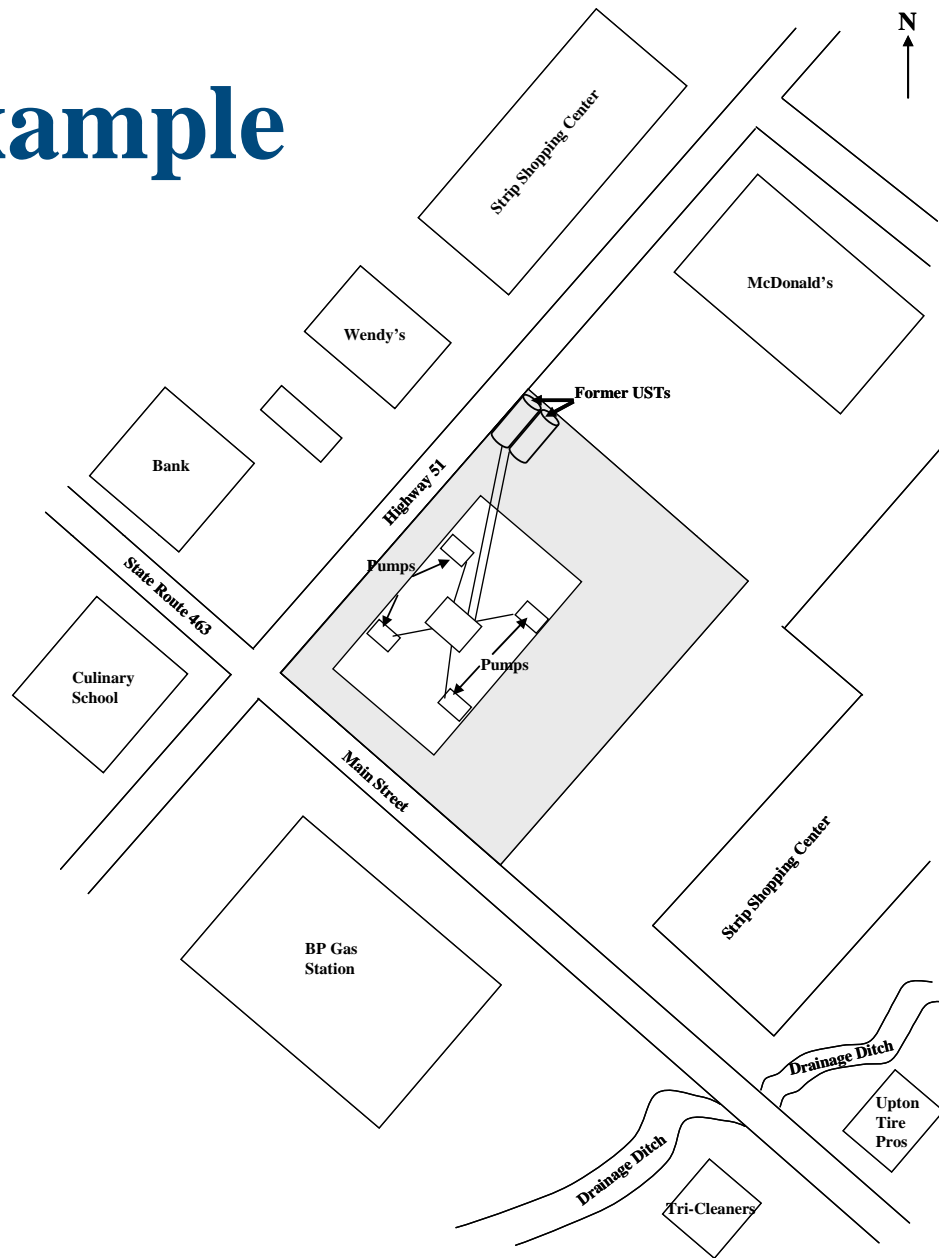 N
xample
Strip Shopping Center
McDonald's
Wendy's
Former USTs
Bank
Highway 51
Pumps
State Route 463
Pumps
Culinary
School
Main Street
Strip Shopping Center
BP Gas
Station
Drainage Ditch
Upton
Tire
Pros
Drainage Ditch
Tri-Cleaners